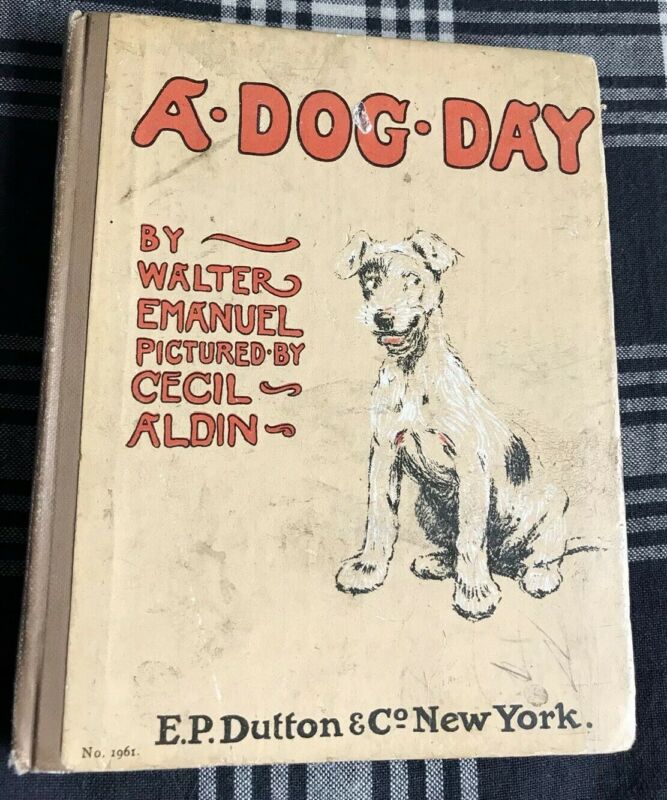 A·DOG·DAY
BY
WALTER
EMANUEL
PICTURED·BY
CECIL
ALDIN
E.P. Dutton & Co New York.
No. 1961.